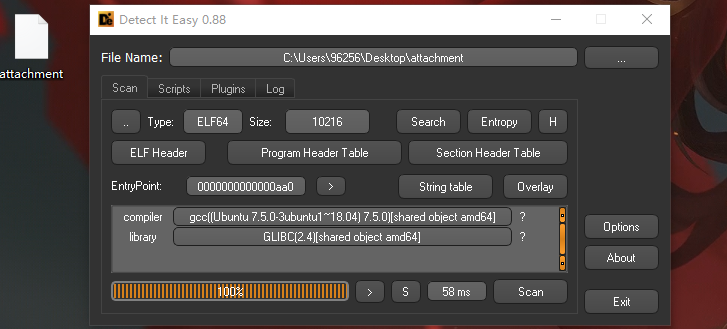 Detect It Easy 0.88
attachment
File Name: C:\Users\96256\Desktop\attachment ...
Scan Scripts Plugins Log
.. Type: ELF64 Size: 10216 Search Entropy H
ELF Header Program Header Table Section Header Table
EntryPoint: 0000000000000aa0 > String table Overlay
compiler gcc((Ubuntu 7.5.0-3ubuntu1~18.04) 7.5.0)[shared object amd64] ?
library GLIBC(2.4)[shared object amd64] ?
Options
About
100% > S 58 ms Scan
Exit